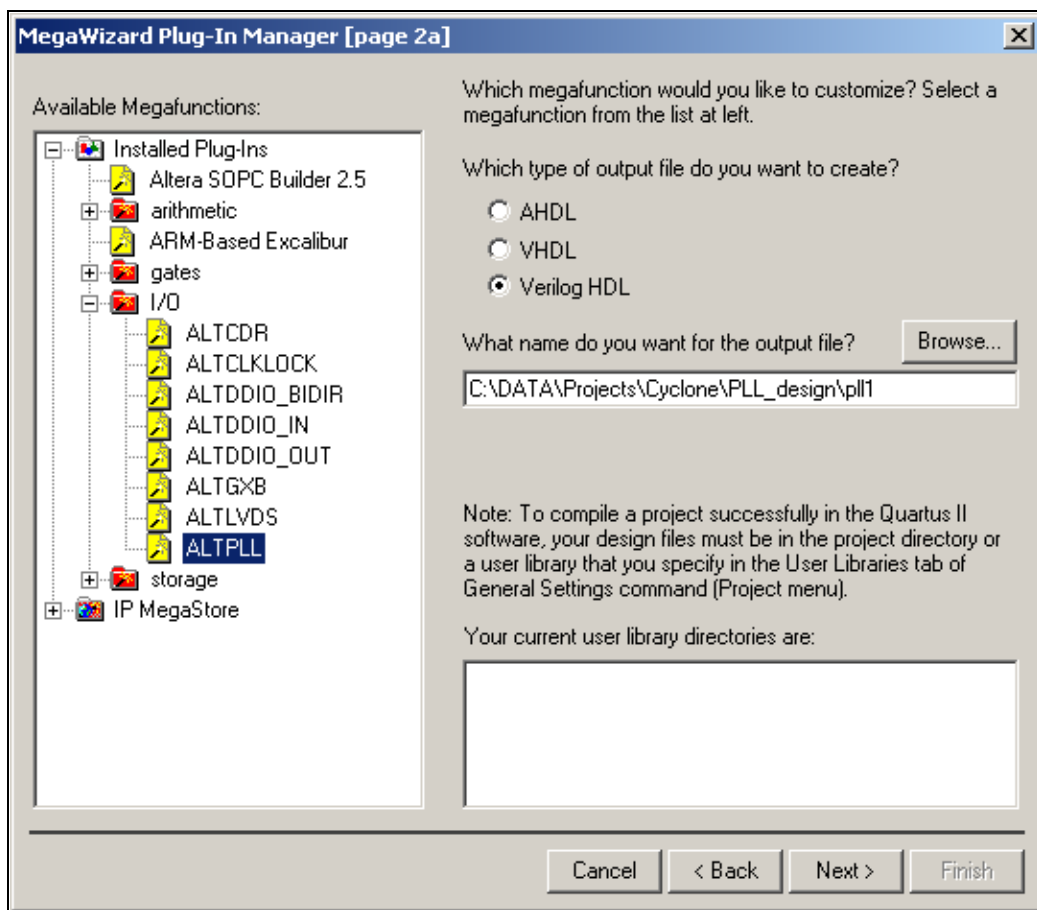 MegaWizard Plug-In Manager [page 2a]
Available Megafunctions:
Installed Plug-Ins
Altera SOPC Builder 2.5
arithmetic
ARM-Based Excalibur
gates
I/O
ALTCDR
ALTCLKLOCK
ALTDDIO_BIDIR
ALTDDIO_IN
ALTDDIO_OUT
ALTGXB
ALTLVDS
ALTPLL
storage
IP MegaStore
Which megafunction would you like to customize? Select a
megafunction from the list at left.
Which type of output file do you want to create?
AHDL
VHDL
Verilog HDL
What name do you want for the output file?
Browse...
C:\DATA\Projects\Cyclone\PLL_design\pll1
Note: To compile a project successfully in the Quartus II
software, your design files must be in the project directory or
a user library that you specify in the User Libraries tab of
General Settings command (Project menu).
Your current user library directories are:
Cancel
< Back
Next >
Finish